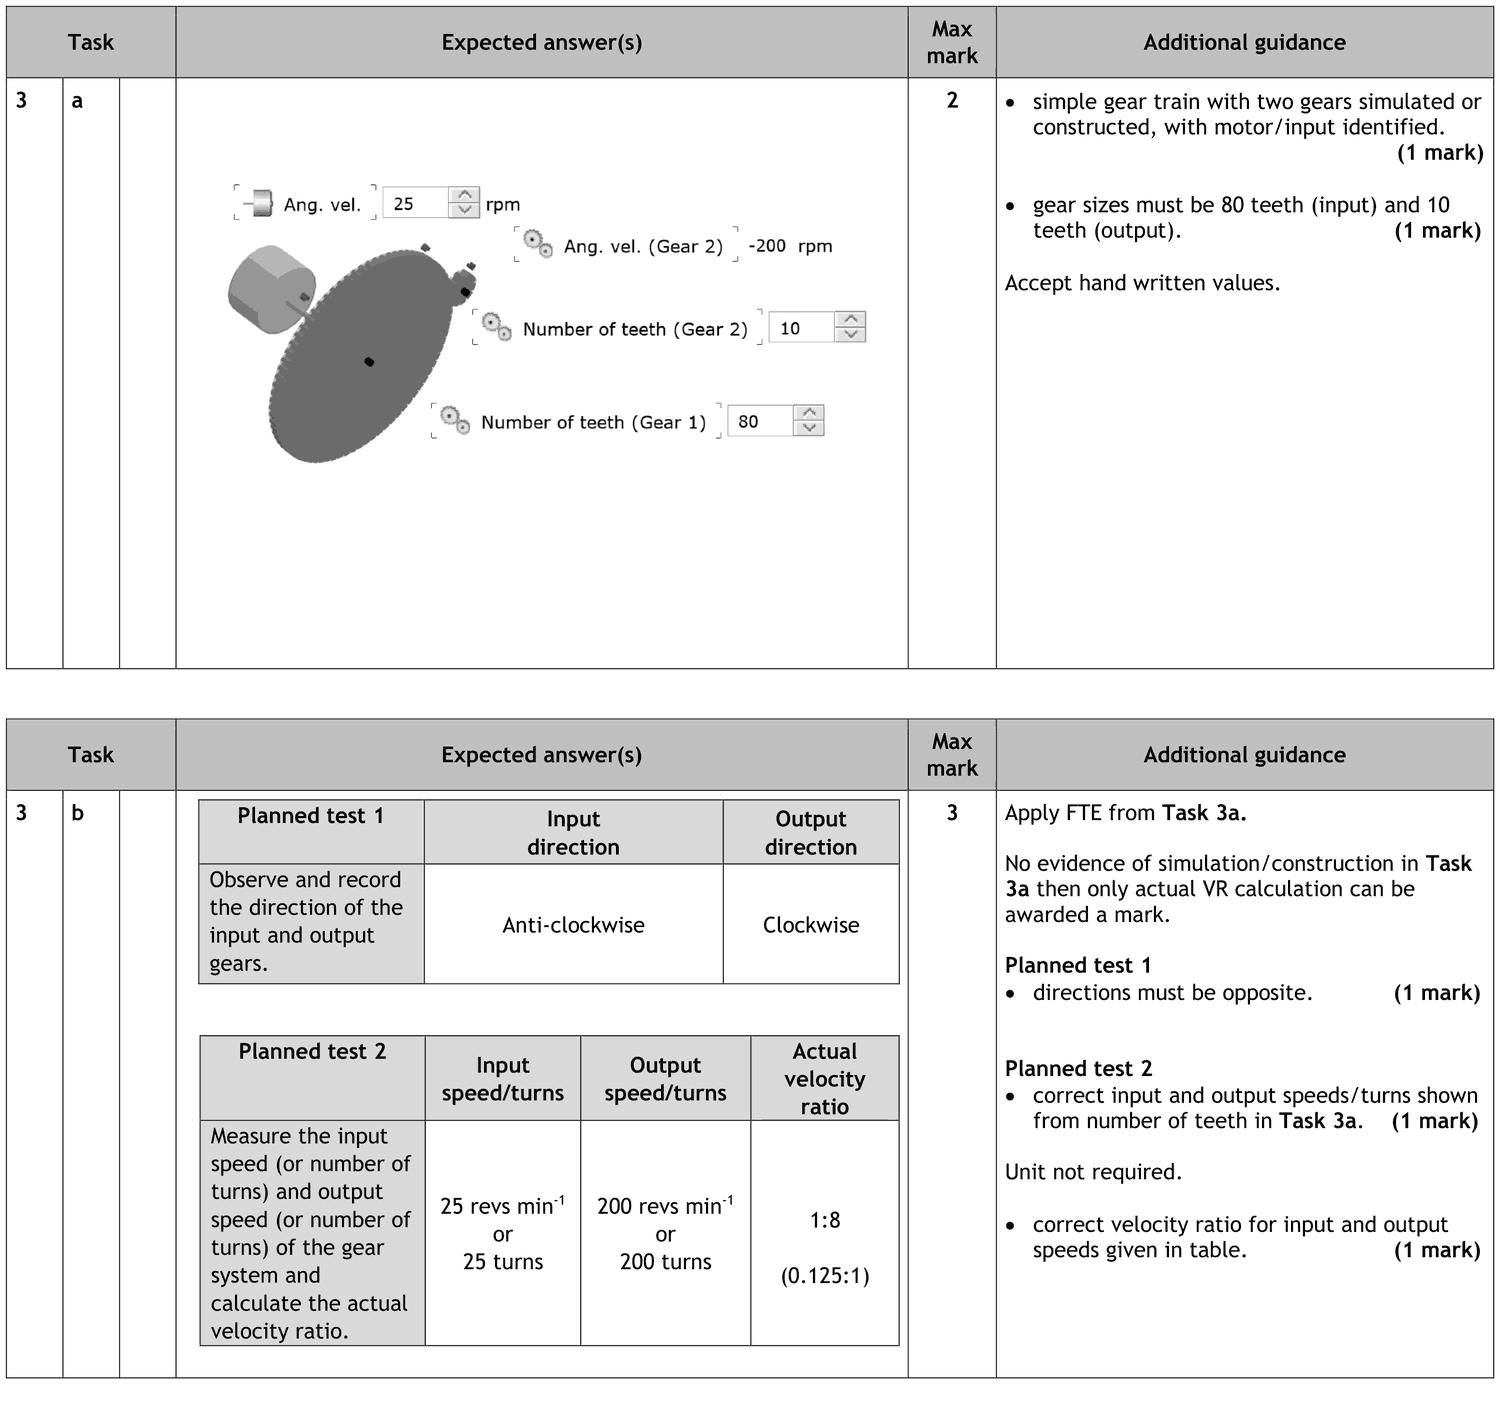 Task
Expected answer(s)
Max
mark
Additional guidance
3
a
Ang. vel.
25
rpm
Ang. vel. (Gear 2)
-200 rpm
Number of teeth (Gear 2)
10
Number of teeth (Gear 1)
80
2
• simple gear train with two gears simulated or
constructed, with motor/input identified.
(1 mark)
• gear sizes must be 80 teeth (input) and 10
teeth (output). (1 mark)
Accept hand written values.
Task
Expected answer(s)
Max
mark
Additional guidance
3
b
Planned test 1
Input
direction
Output
direction
Observe and record
the direction of the
input and output
gears.
Anti-clockwise
Clockwise
Planned test 2
Input
speed/turns
Output
speed/turns
Actual
velocity
ratio
Measure the input
speed (or number of
turns) and output
speed (or number of
turns) of the gear
system and
calculate the actual
velocity ratio.
25 revs min⁻¹
or
25 turns
200 revs min⁻¹
or
200 turns
1:8
(0.125:1)
3
Apply FTE from Task 3a.
No evidence of simulation/construction in Task
3a then only actual VR calculation can be
awarded a mark.
Planned test 1
• directions must be opposite. (1 mark)
Planned test 2
• correct input and output speeds/turns shown
from number of teeth in Task 3a. (1 mark)
Unit not required.
• correct velocity ratio for input and output
speeds given in table. (1 mark)